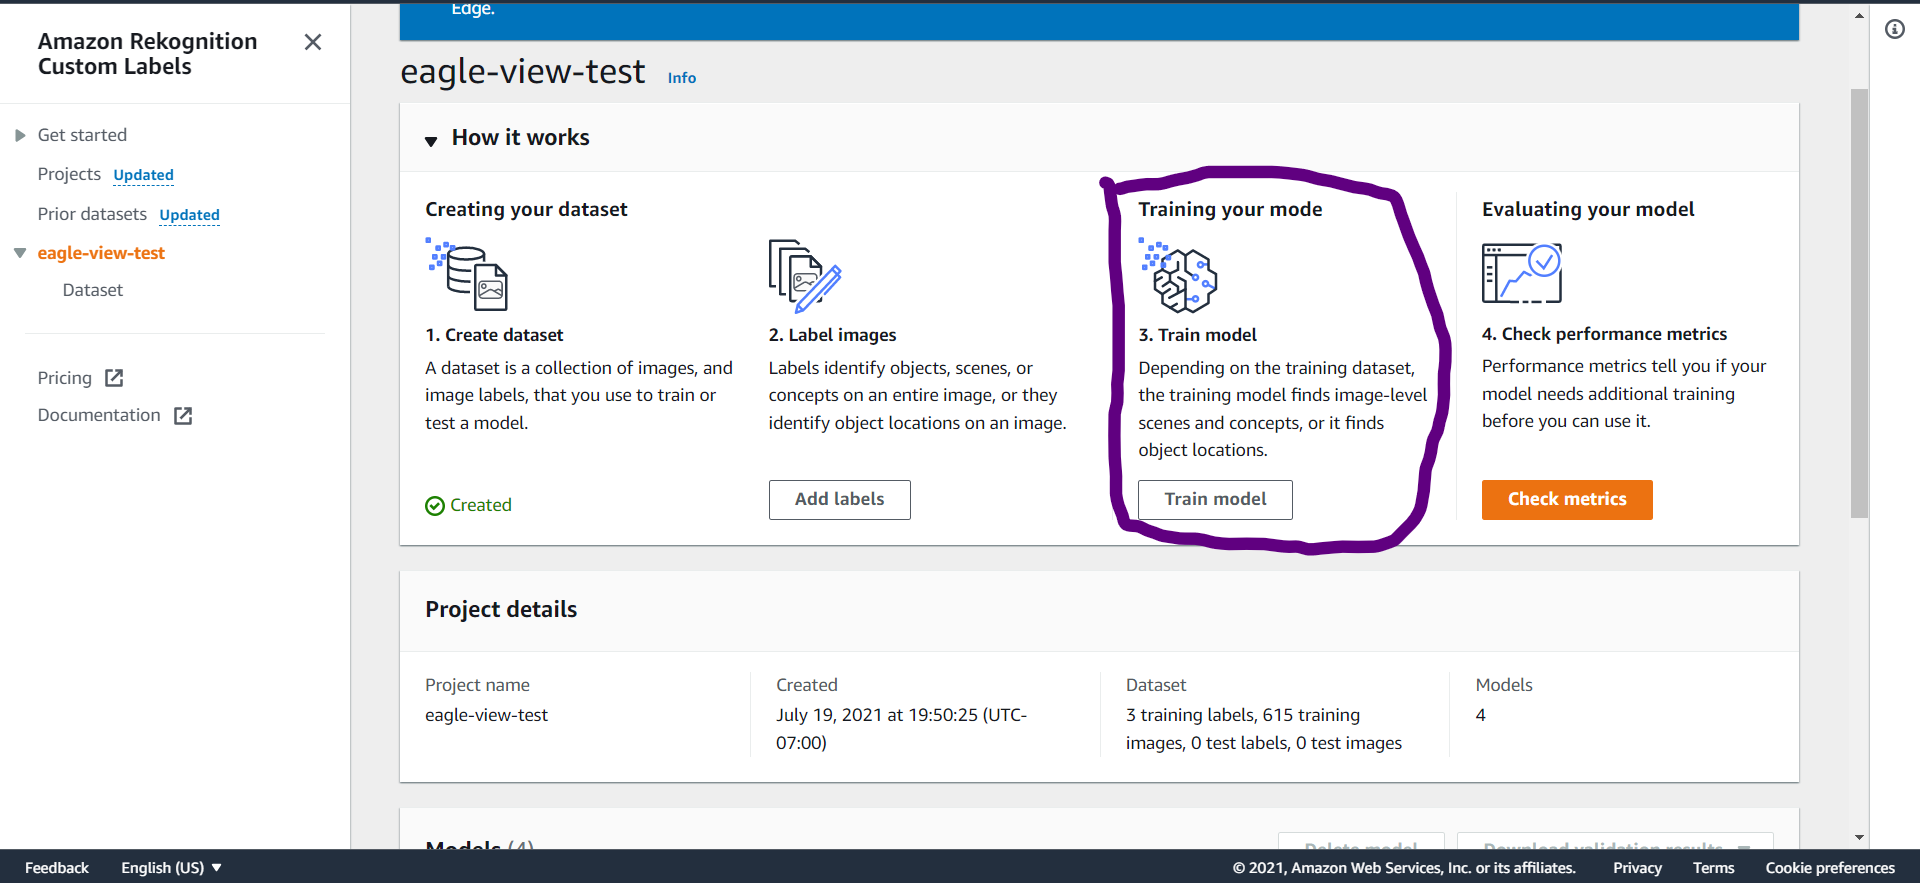 Edge.
Amazon Rekognition
Custom Labels
Get started
Projects Updated
Prior datasets Updated
eagle-view-test
Dataset
Pricing
Documentation
eagle-view-test Info
How it works
Creating your dataset
1. Create dataset
A dataset is a collection of images, and
image labels, that you use to train or
test a model.
Created
2. Label images
Labels identify objects, scenes, or
concepts on an entire image, or they
identify object locations on an image.
Add labels
Training your mode
3. Train model
Depending on the training dataset,
the training model finds image-level
scenes and concepts, or it finds
object locations.
Train model
Evaluating your model
4. Check performance metrics
Performance metrics tell you if your
model needs additional training
before you can use it.
Check metrics
Project details
Project name
eagle-view-test
Created
July 19, 2021 at 19:50:25 (UTC-
07:00)
Dataset
3 training labels, 615 training
images, 0 test labels, 0 test images
Models
4
Models (4)
Delete model
Download validation results
Feedback
English (US)
© 2021, Amazon Web Services, Inc. or its affiliates.
Privacy
Terms
Cookie preferences